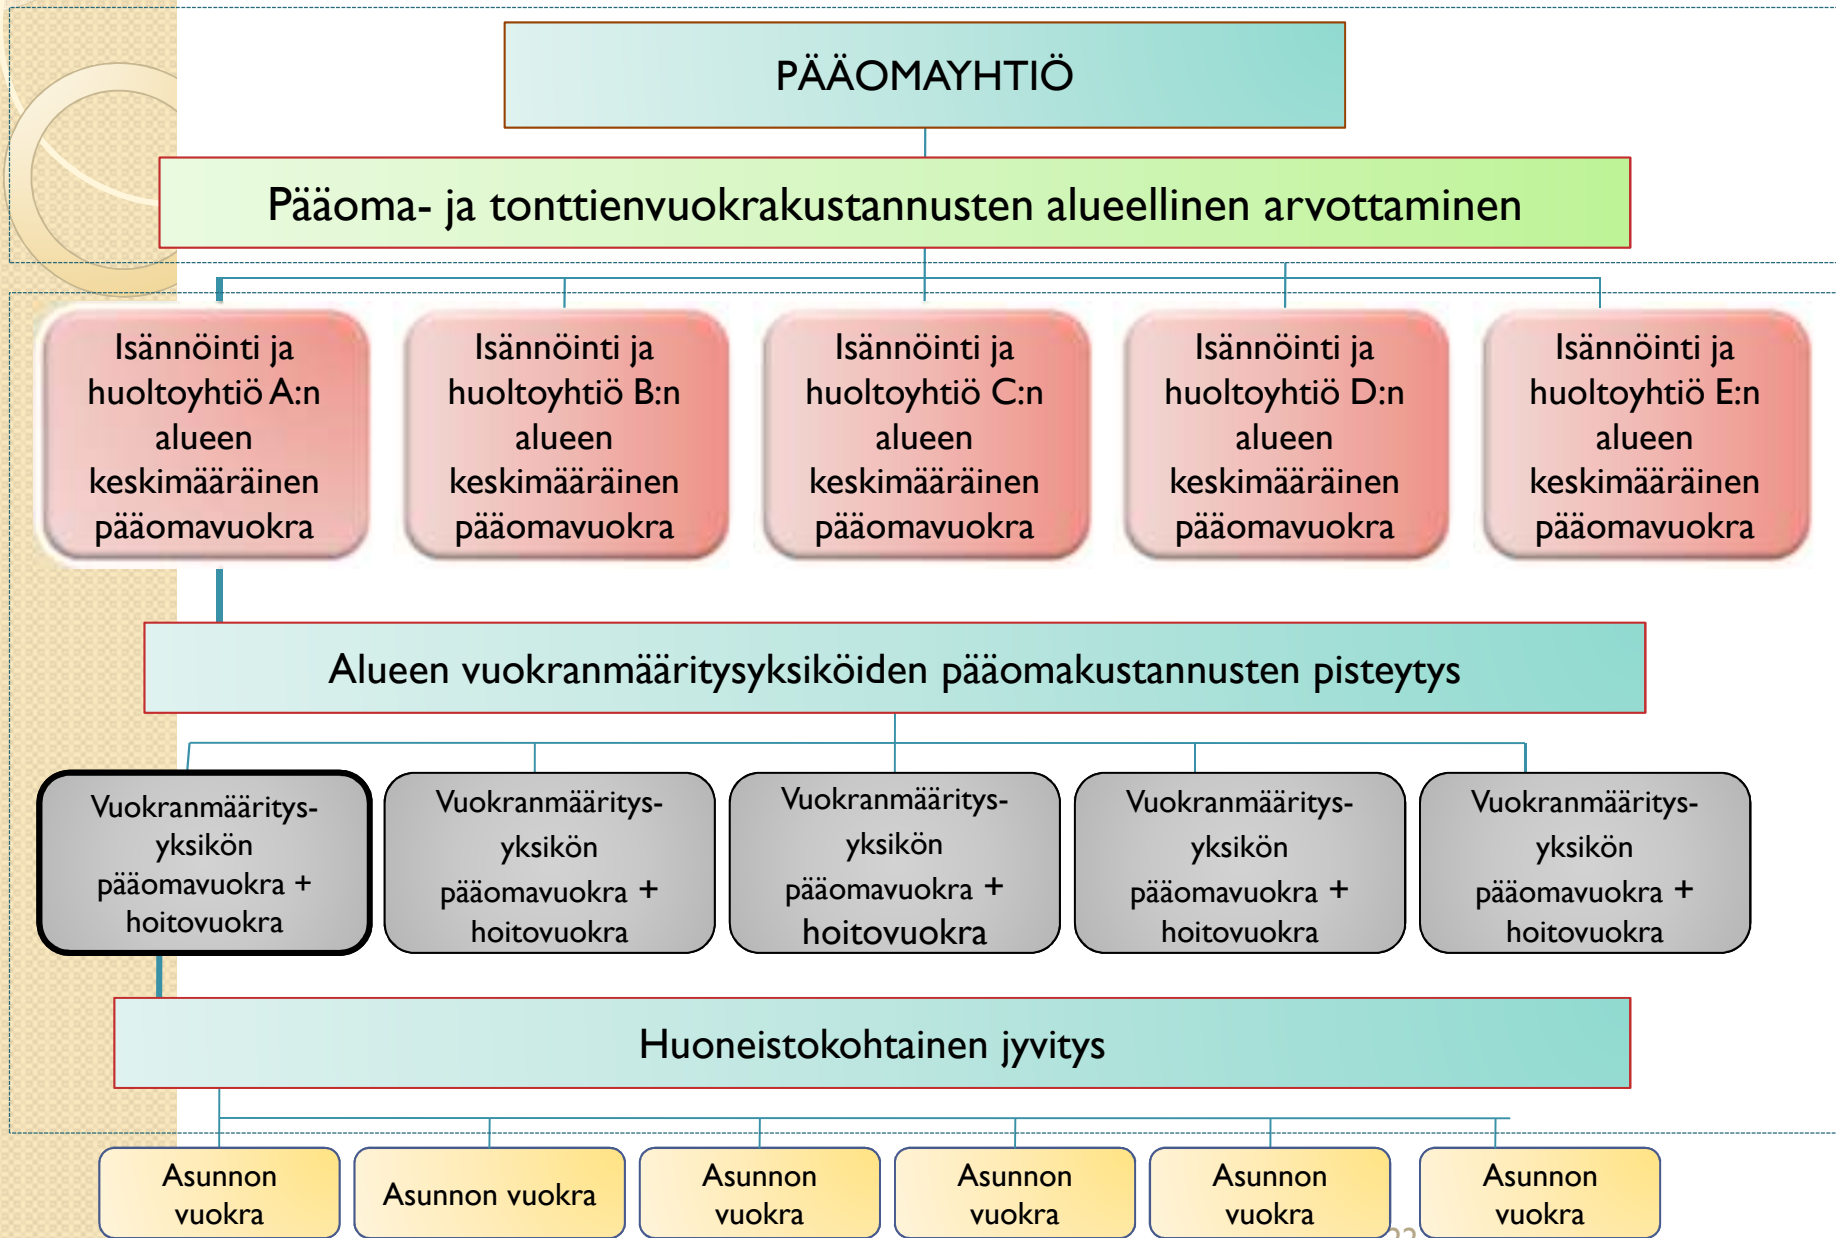 PÄÄOMAYHTIÖ
Pääoma- ja tonttienvuokrakustannusten alueellinen arvottaminen
Isännöinti ja
huoltoyhtiö A:n
alueen
keskimääräinen
pääomavuokra
Isännöinti ja
huoltoyhtiö B:n
alueen
keskimääräinen
pääomavuokra
Isännöinti ja
huoltoyhtiö C:n
alueen
keskimääräinen
pääomavuokra
Isännöinti ja
huoltoyhtiö D:n
alueen
keskimääräinen
pääomavuokra
Isännöinti ja
huoltoyhtiö E:n
alueen
keskimääräinen
pääomavuokra
Alueen vuokranmääritysyksiköiden pääomakustannusten pisteytys
Vuokranmääritys-
yksikön
pääomavuokra +
hoitovuokra
Vuokranmääritys-
yksikön
pääomavuokra +
hoitovuokra
Vuokranmääritys-
yksikön
pääomavuokra +
hoitovuokra
Vuokranmääritys-
yksikön
pääomavuokra +
hoitovuokra
Vuokranmääritys-
yksikön
pääomavuokra +
hoitovuokra
Huoneistokohtainen jyvitys
Asunnon
vuokra
Asunnon vuokra
Asunnon
vuokra
Asunnon
vuokra
Asunnon
vuokra
Asunnon
vuokra